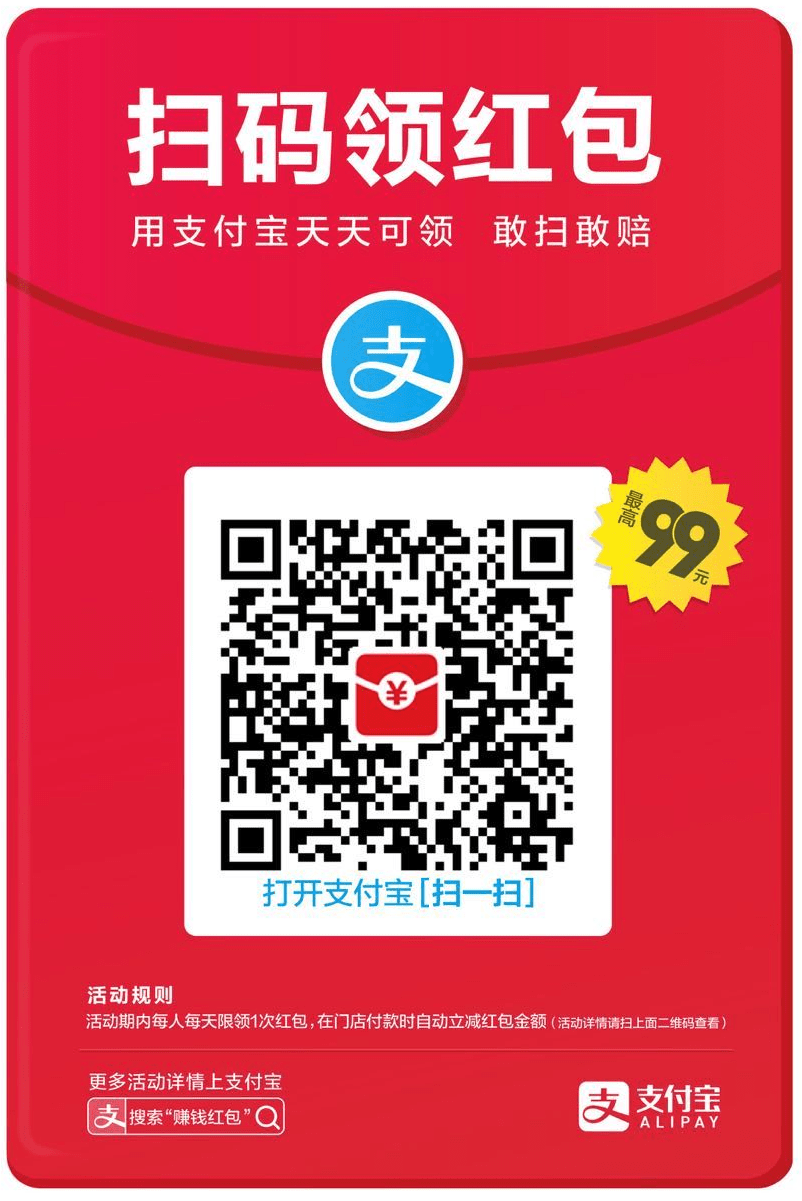 扫码领红包
用支付宝天天可领 敢扫敢赔
支
最高
99元
¥
打开支付宝[扫一扫]
活动规则
活动期内每人每天限领1次红包,在门店付款时自动立减红包金额(活动详情请扫上面二维码查看)
更多活动详情上支付宝
支 搜索“赚钱红包”
支 支付宝
ALIPAY